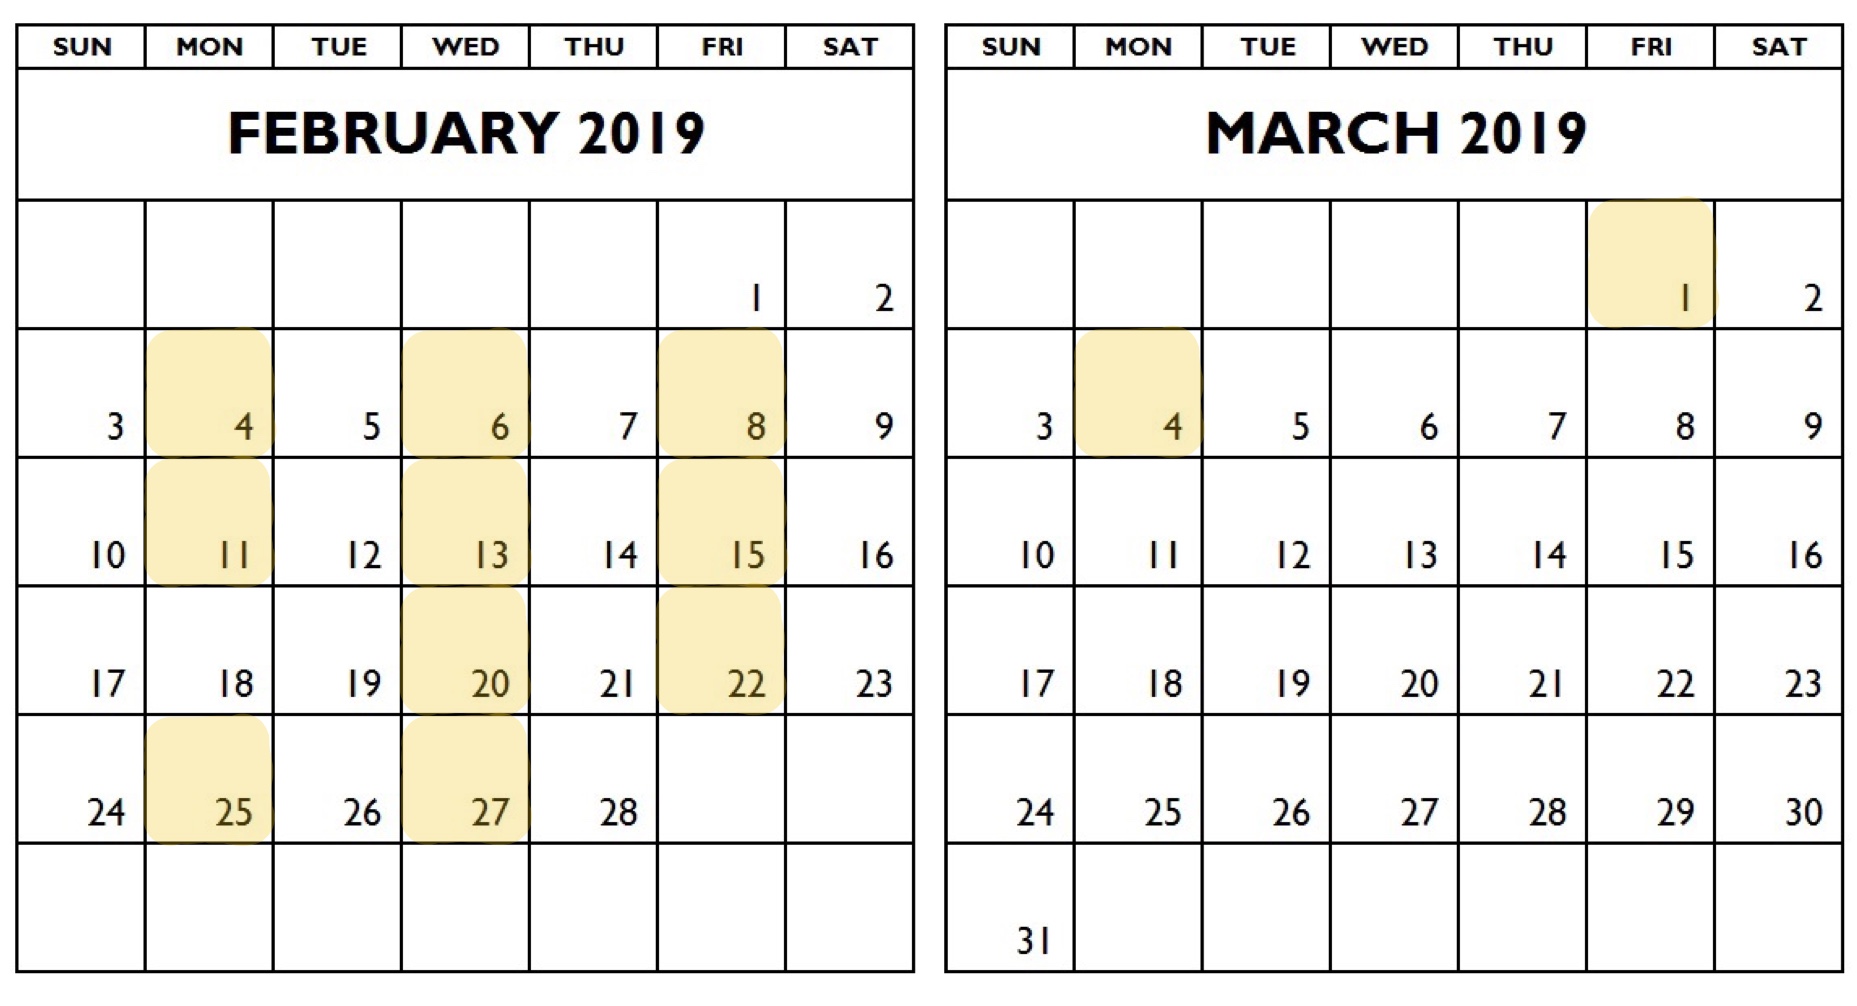 SUN MON TUE WED THU FRI SAT
FEBRUARY 2019
1 2
3 4 5 6 7 8 9
10 11 12 13 14 15 16
17 18 19 20 21 22 23
24 25 26 27 28
SUN MON TUE WED THU FRI SAT
MARCH 2019
1 2
3 4 5 6 7 8 9
10 11 12 13 14 15 16
17 18 19 20 21 22 23
24 25 26 27 28 29 30
31